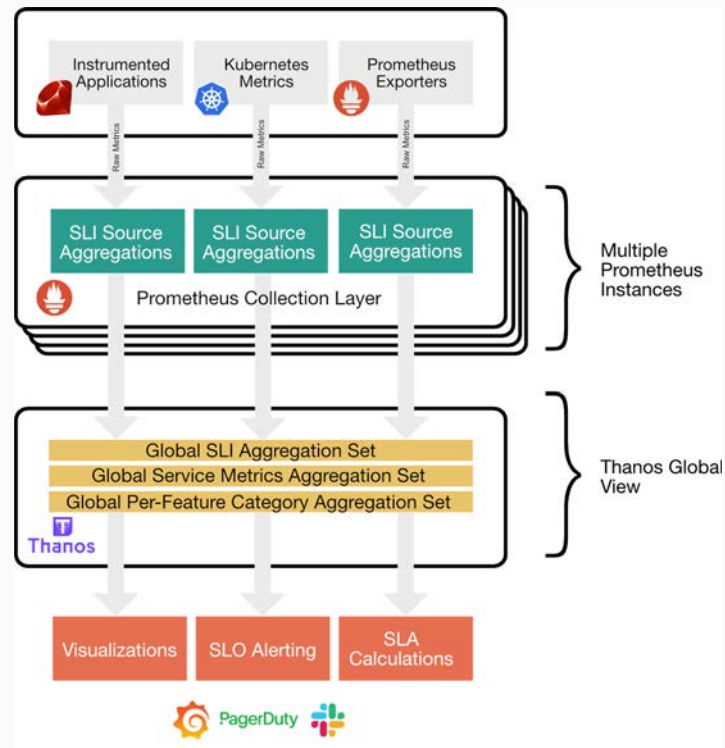 Instrumented
Applications
Kubernetes
Metrics
Prometheus
Exporters
Raw Metrics
Raw Metrics
Raw Metrics
SLI Source
Aggregations
SLI Source
Aggregations
SLI Source
Aggregations
Prometheus Collection Layer
Multiple
Prometheus
Instances
Global SLI Aggregation Set
Global Service Metrics Aggregation Set
Global Per-Feature Category Aggregation Set
Thanos
Thanos Global
View
Visualizations
SLO Alerting
SLA
Calculations
PagerDuty